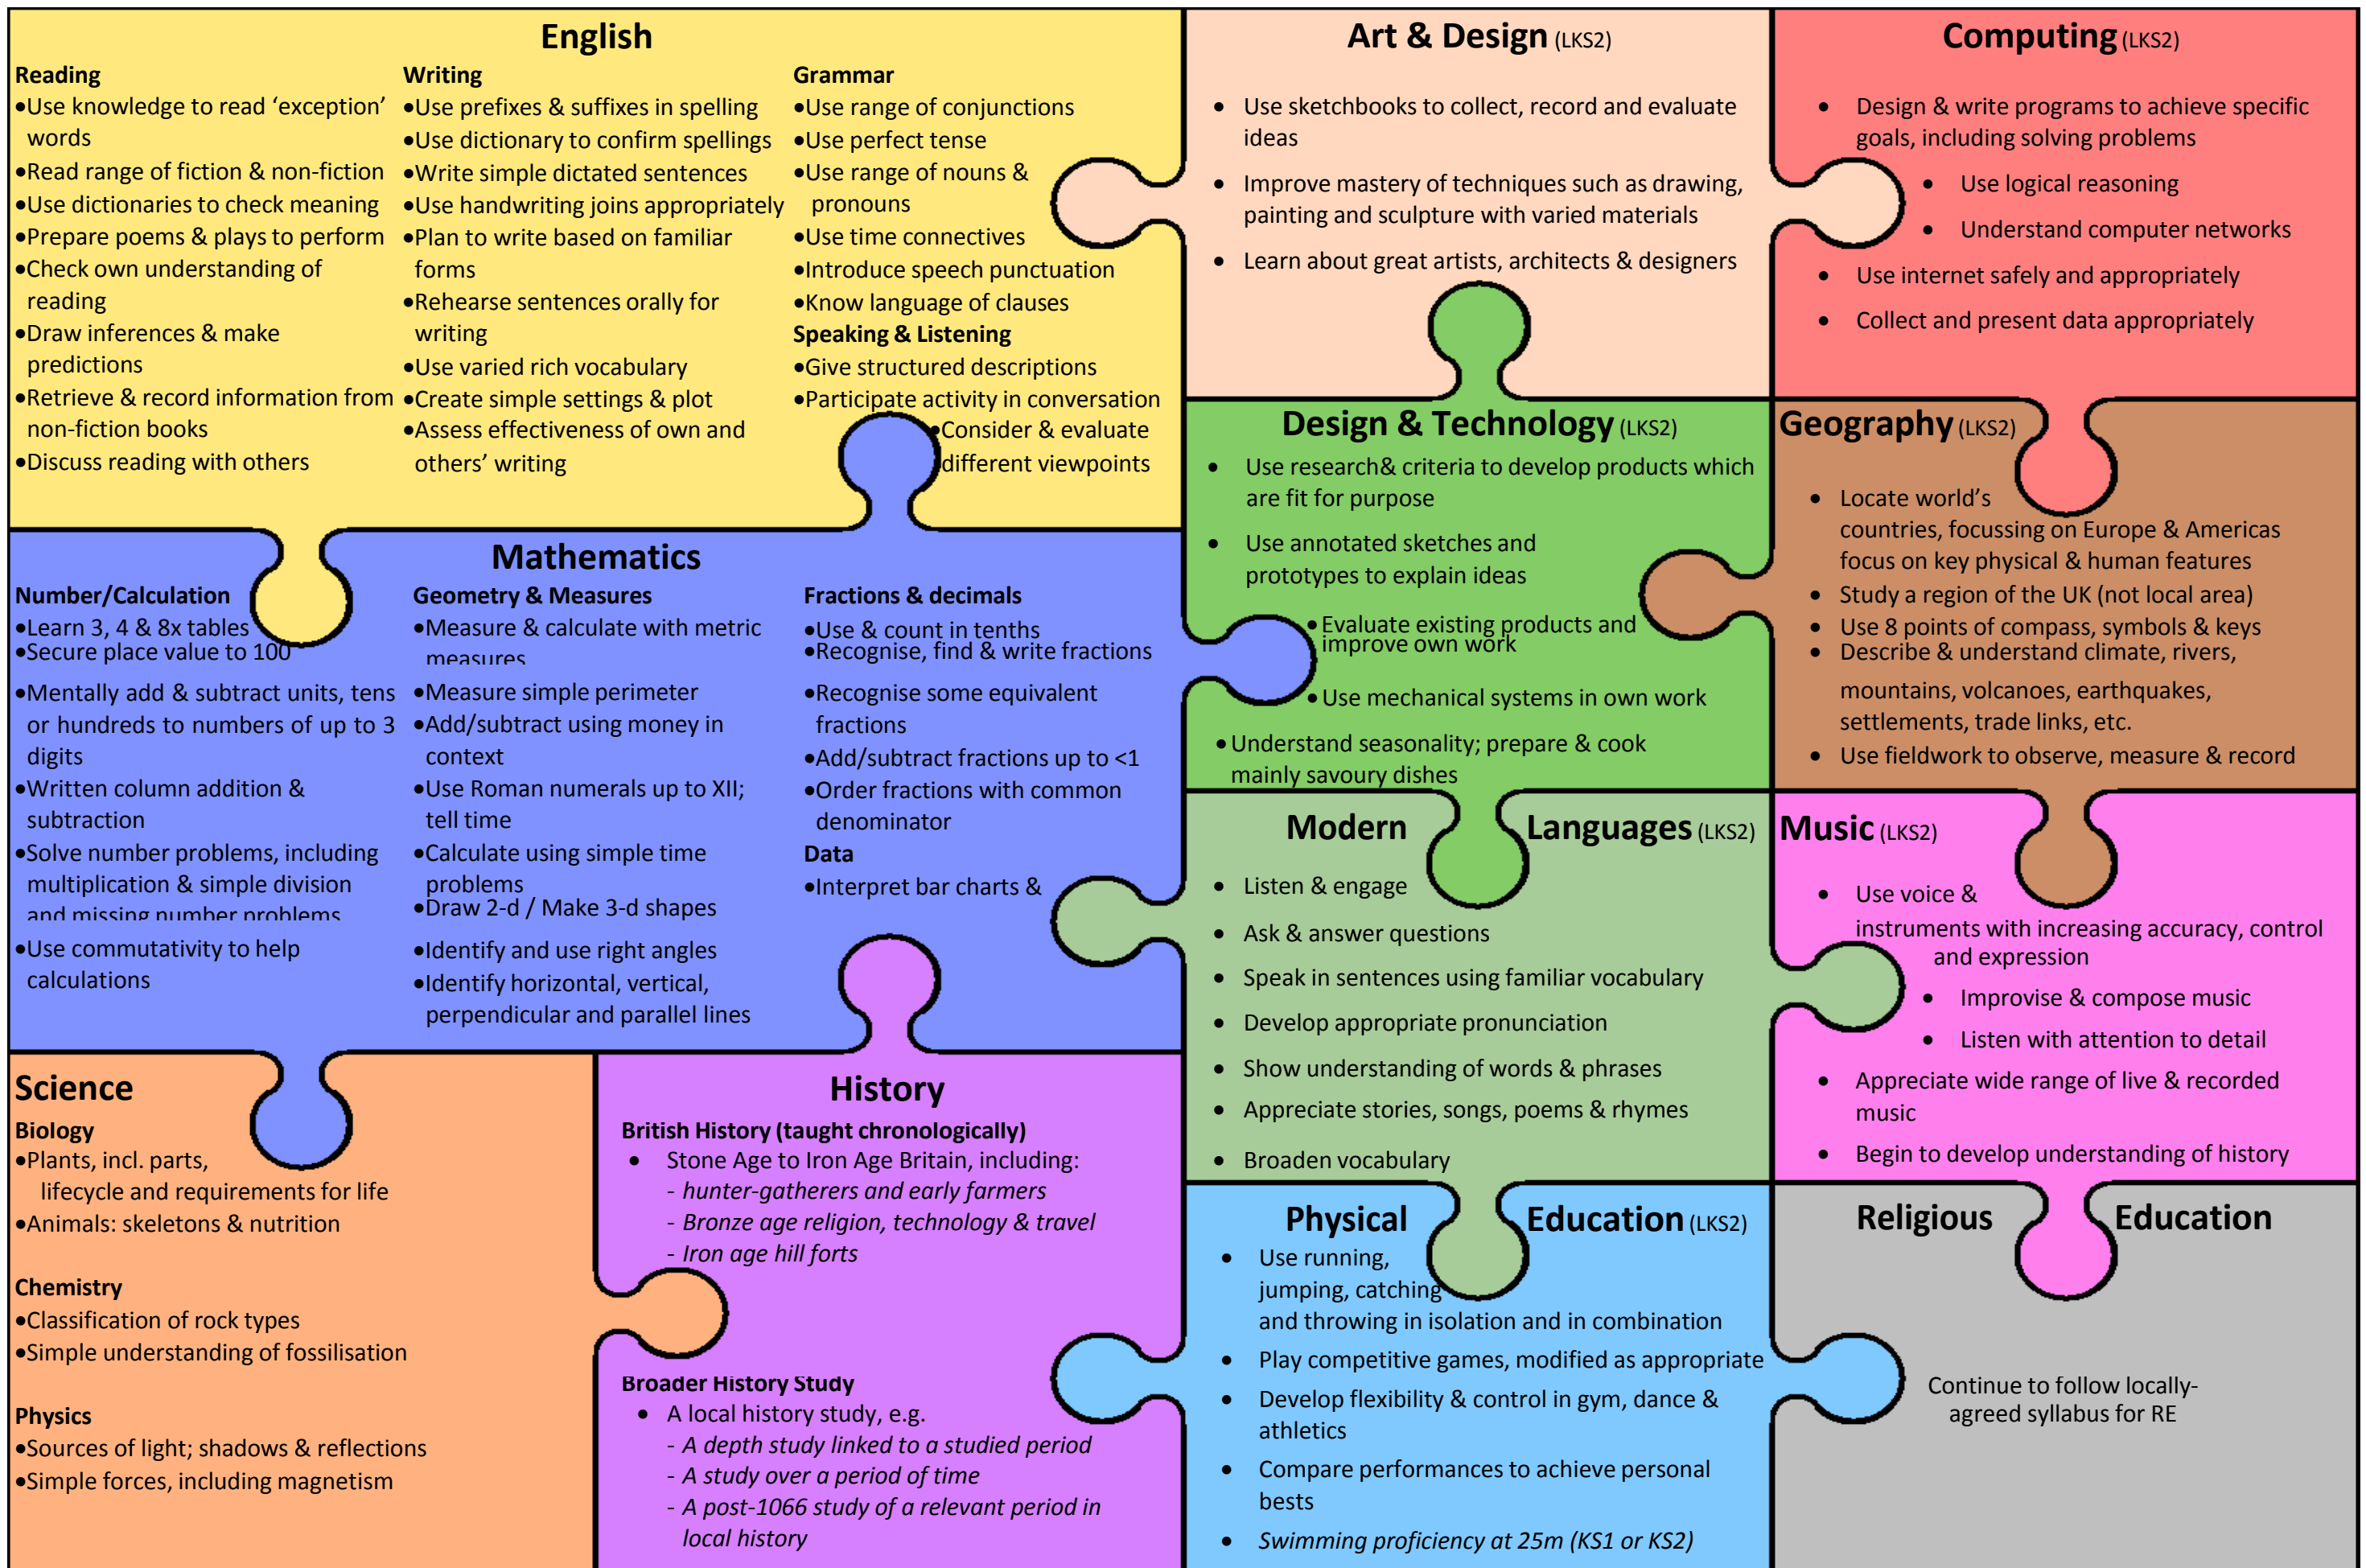 English
Reading
•Use knowledge to read ‘exception’
words
•Read range of fiction & non-fiction
•Use dictionaries to check meaning
•Prepare poems & plays to perform
•Check own understanding of
reading
•Draw inferences & make
predictions
•Retrieve & record information from
non-fiction books
•Discuss reading with others
Writing
•Use prefixes & suffixes in spelling
•Use dictionary to confirm spellings
•Write simple dictated sentences
•Use handwriting joins appropriately
•Plan to write based on familiar
forms
•Rehearse sentences orally for
writing
•Use varied rich vocabulary
•Create simple settings & plot
•Assess effectiveness of own and
others’ writing
Grammar
•Use range of conjunctions
•Use perfect tense
•Use range of nouns &
pronouns
•Use time connectives
•Introduce speech punctuation
•Know language of clauses
Speaking & Listening
•Give structured descriptions
•Participate activity in conversation
•Consider & evaluate
different viewpoints
Art & Design (LKS2)
• Use sketchbooks to collect, record and evaluate
ideas
• Improve mastery of techniques such as drawing,
painting and sculpture with varied materials
• Learn about great artists, architects & designers
Computing (LKS2)
• Design & write programs to achieve specific
goals, including solving problems
• Use logical reasoning
• Understand computer networks
• Use internet safely and appropriately
• Collect and present data appropriately
Design & Technology (LKS2)
• Use research& criteria to develop products which
are fit for purpose
• Use annotated sketches and
prototypes to explain ideas
• Evaluate existing products and
improve own work
• Use mechanical systems in own work
• Understand seasonality; prepare & cook
mainly savoury dishes
Geography (LKS2)
• Locate world’s
countries, focussing on Europe & Americas
focus on key physical & human features
• Study a region of the UK (not local area)
• Use 8 points of compass, symbols & keys
• Describe & understand climate, rivers,
mountains, volcanoes, earthquakes,
settlements, trade links, etc.
• Use fieldwork to observe, measure & record
Mathematics
Number/Calculation
•Learn 3, 4 & 8x tables
•Secure place value to 100
•Mentally add & subtract units, tens
or hundreds to numbers of up to 3
digits
•Written column addition &
subtraction
•Solve number problems, including
multiplication & simple division
and missing number problems
•Use commutativity to help
calculations
Geometry & Measures
•Measure & calculate with metric
measures
•Measure simple perimeter
•Add/subtract using money in
context
•Use Roman numerals up to XII;
tell time
•Calculate using simple time
problems
•Draw 2-d / Make 3-d shapes
•Identify and use right angles
•Identify horizontal, vertical,
perpendicular and parallel lines
Fractions & decimals
•Use & count in tenths
•Recognise, find & write fractions
•Recognise some equivalent
fractions
•Add/subtract fractions up to <1
•Order fractions with common
denominator
Data
•Interpret bar charts &
Modern Languages (LKS2)
• Listen & engage
• Ask & answer questions
• Speak in sentences using familiar vocabulary
• Develop appropriate pronunciation
• Show understanding of words & phrases
• Appreciate stories, songs, poems & rhymes
• Broaden vocabulary
Music (LKS2)
• Use voice &
instruments with increasing accuracy, control
and expression
• Improvise & compose music
• Listen with attention to detail
• Appreciate wide range of live & recorded
music
• Begin to develop understanding of history
Science
Biology
•Plants, incl. parts,
lifecycle and requirements for life
•Animals: skeletons & nutrition
Chemistry
•Classification of rock types
•Simple understanding of fossilisation
Physics
•Sources of light; shadows & reflections
•Simple forces, including magnetism
History
British History (taught chronologically)
• Stone Age to Iron Age Britain, including:
- hunter-gatherers and early farmers
- Bronze age religion, technology & travel
- Iron age hill forts
Broader History Study
• A local history study, e.g.
- A depth study linked to a studied period
- A study over a period of time
- A post-1066 study of a relevant period in
local history
Physical Education (LKS2)
• Use running,
jumping, catching
and throwing in isolation and in combination
• Play competitive games, modified as appropriate
• Develop flexibility & control in gym, dance &
athletics
• Compare performances to achieve personal
bests
• Swimming proficiency at 25m (KS1 or KS2)
Religious Education
Continue to follow locally-
agreed syllabus for RE